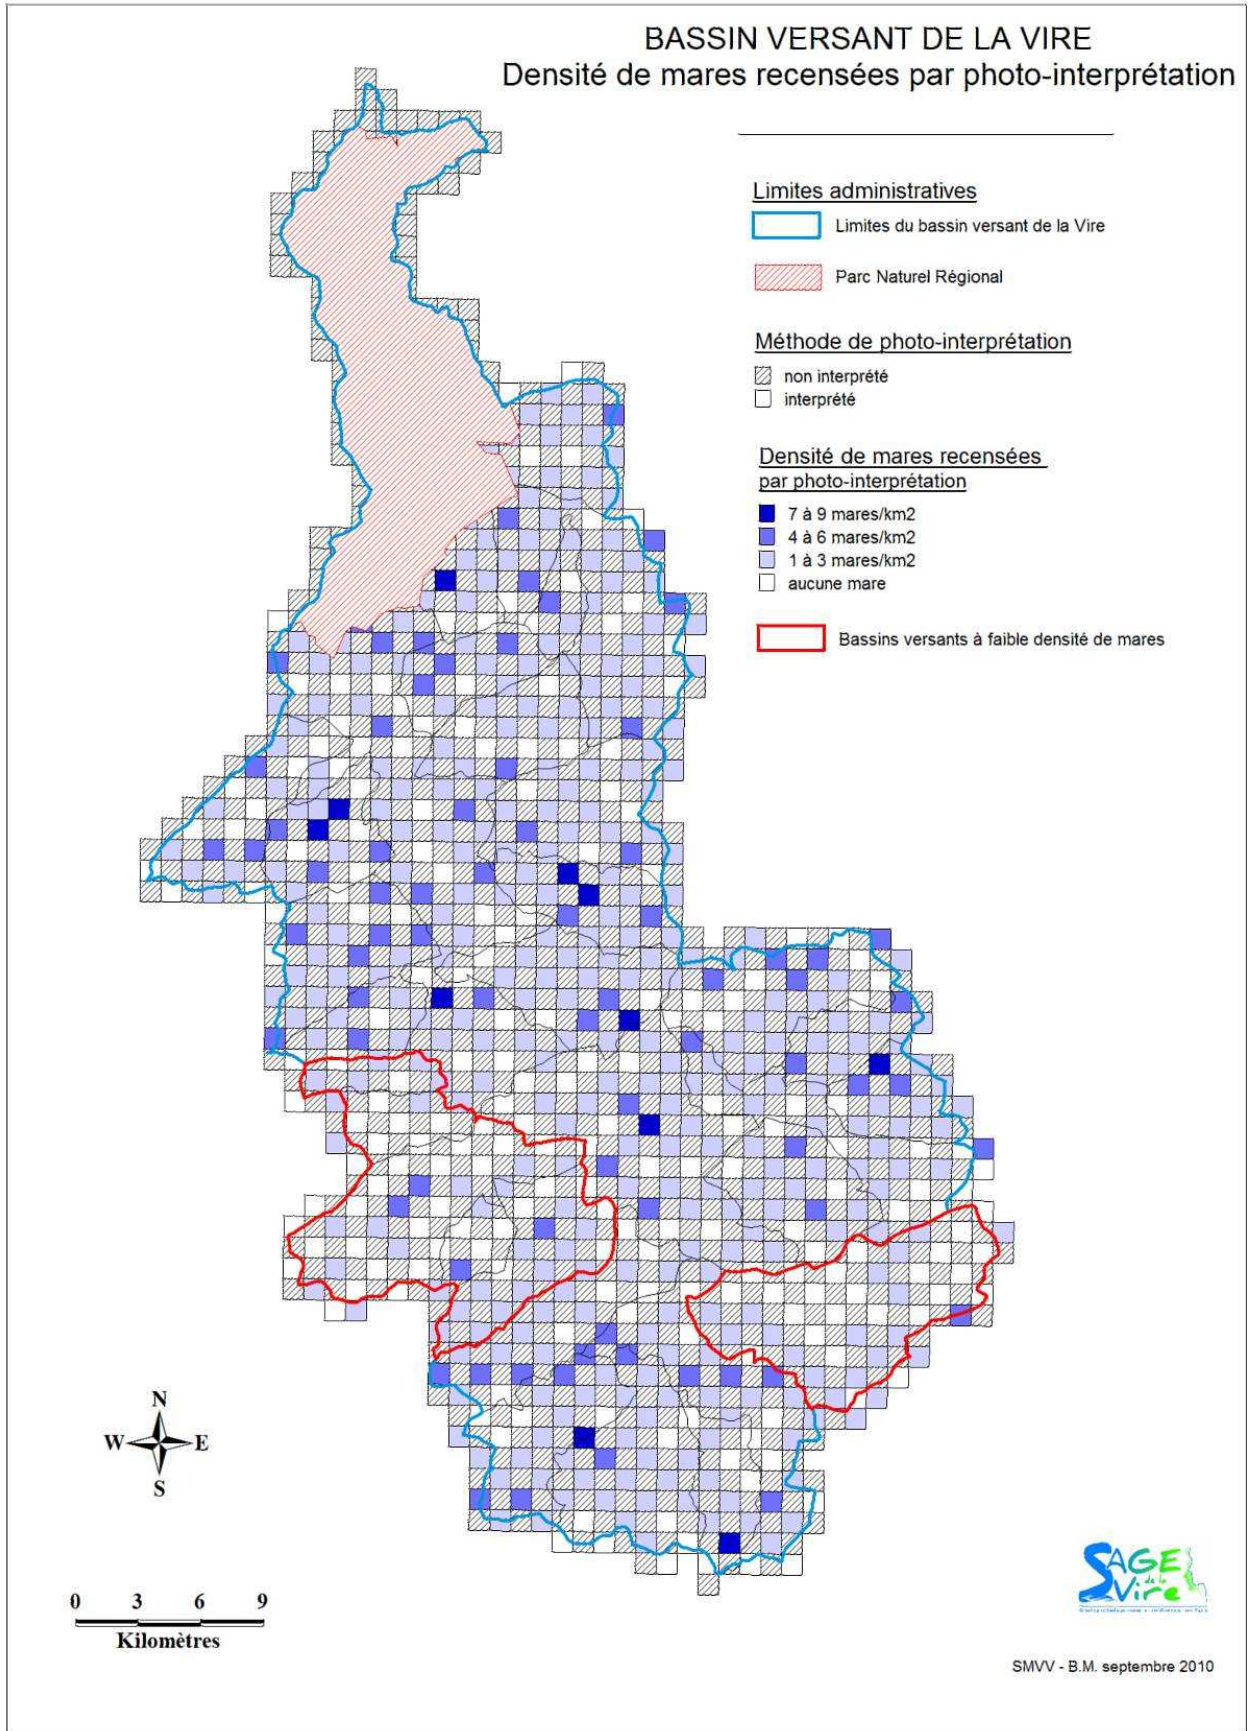 BASSIN VERSANT DE LA VIRE
Densité de mares recensées par photo-interprétation
Limites administratives
Limites du bassin versant de la Vire
Parc Naturel Régional
Méthode de photo-interprétation
non interprété
interprété
Densité de mares recensées
par photo-interprétation
7 à 9 mares/km2
4 à 6 mares/km2
1 à 3 mares/km2
aucune mare
Bassins versants à faible densité de mares
N
W E
S
0 3 6 9
Kilomètres
SAGE
de la
Vire
SMVV - B.M. septembre 2010